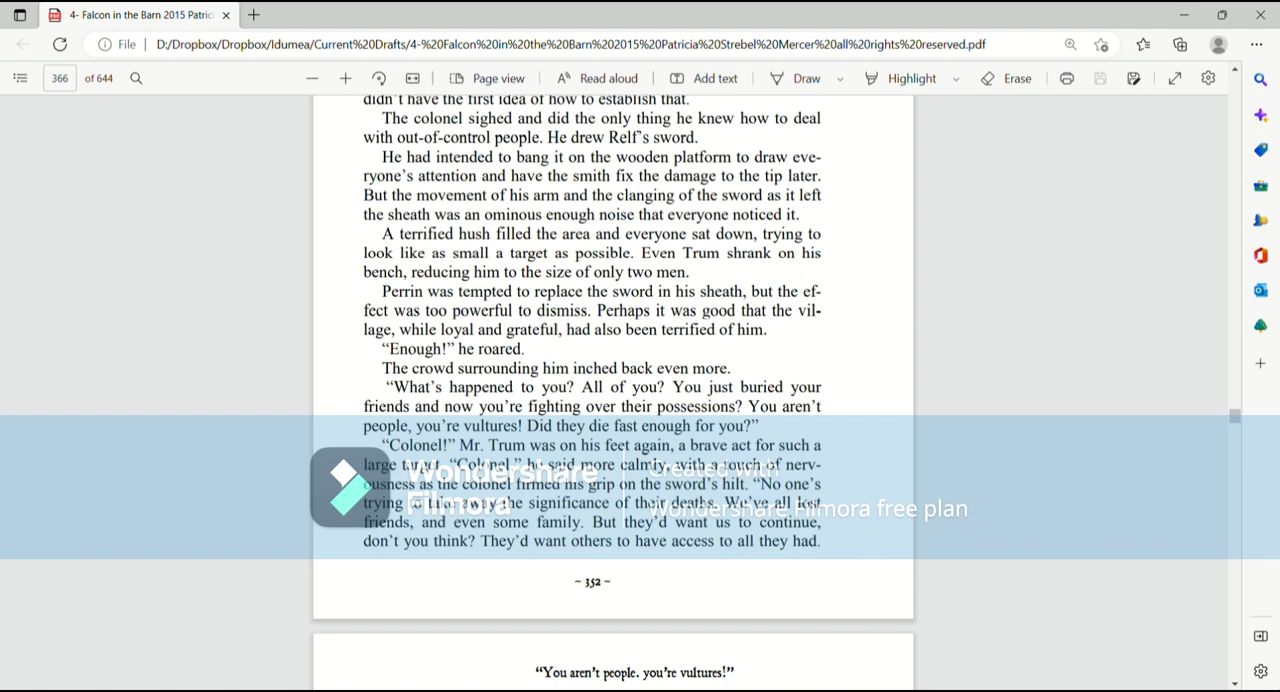 4- Falcon in the Barn 2015 Patric
File D:/Dropbox/Dropbox/Idumea/Current%20Drafts/4-%20Falcon%20in%20the%20Barn%202015%20Patricia%20Strebel%20Mercer%20all%20rights%20reserved.pdf
366 of 644 Page view Read aloud Add text Draw Highlight Erase
didn't have the first idea of how to establish that.
The colonel sighed and did the only thing he knew how to deal
with out-of-control people. He drew Relf's sword.
He had intended to bang it on the wooden platform to draw eve-
ryone's attention and have the smith fix the damage to the tip later.
But the movement of his arm and the clanging of the sword as it left
the sheath was an ominous enough noise that everyone noticed it.
A terrified hush filled the area and everyone sat down, trying to
look like as small a target as possible. Even Trum shrank on his
bench, reducing him to the size of only two men.
Perrin was tempted to replace the sword in his sheath, but the ef-
fect was too powerful to dismiss. Perhaps it was good that the vil-
lage, while loyal and grateful, had also been terrified of him.
“Enough!” he roared.
The crowd surrounding him inched back even more.
“What's happened to you? All of you? You just buried your
friends and now you're fighting over their possessions? You aren't
people, you're vultures! Did they die fast enough for you?”
“Colonel!” Mr. Trum was on his feet again, a brave act for such a
large target. “Colonel,” he said more calmly, with a touch of nerv-
ousness as the colonel firmed his grip on the sword's hilt. “No one's
trying to take away the significance of their deaths. We've all lost
friends, and even some family. But they'd want us to continue,
don't you think? They'd want others to have access to all they had.
Wondershare
Filmora
Created with
Wondershare Filmora free plan
~ 352 ~
“You aren't people. you're vultures!”